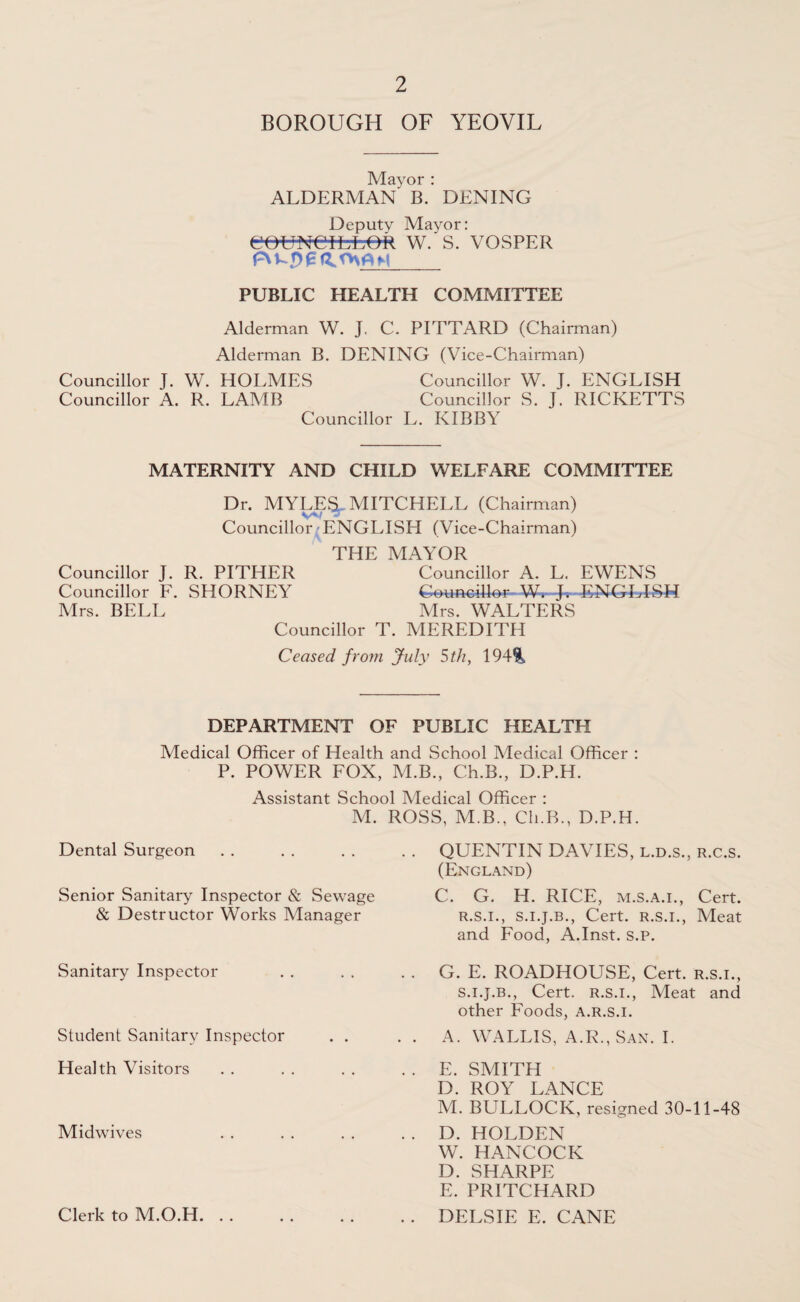 2
BOROUGH OF YEOVIL
Mayor :
ALDERMAN B. DENING
Deputy Mayor:
COUNCILLOR W. S. VOSPER
ALDERMAN
PUBLIC HEALTH COMMITTEE
Alderman W. J. C. PITTARD (Chairman)
Alderman B. DENING (Vice-Chairman)
Councillor J. W. HOLMES Councillor W. J. ENGLISH
Councillor A. R. LAMB Councillor S. J. RICKETTS
Councillor L. KIBBY
MATERNITY AND CHILD WELFARE COMMITTEE
Dr. MYLES MITCHELL (Chairman)
Councillor ENGLISH (Vice-Chairman)
THE MAYOR
Councillor J. R. PITHER Councillor A. L. EWENS
Councillor F. SHORNEY Councillor W. J. ENGLISH
Mrs. BELL Mrs. WALTERS
Councillor T. MEREDITH
Ceased from July 5th,
DEPARTMENT OF PUBLIC HEALTH
Medical Officer of Health and School Medical Officer :
P. POWER FOX, M.B., Ch.B., D.P.H.
Assistant School Medical Officer :
M. ROSS, M.B., Ch.B., D.P.H.
Dental Surgeon . . . . . . . . QUENTIN DAVIES, L.D.S., R.C.S.
(ENGLAND)
Senior Sanitary Inspector & Sewage C. G. H. RICE, M.S.A.I., Cert.
& Destructor Works Manager R.S.I., S.I.J.B., Cert. R.S.I., Meat
and Food, A.Inst. S.P.
Sanitary Inspector . . . . . . G. E. ROADHOUSE, Cert. R.S.I.,
S.I.J.B., Cert. R.S.I., Meat and
other Foods, A.R.S.I.
Student Sanitary Inspector . . . . A. WALLIS, A.R., SAN. I.
Health Visitors . . . . . . . . E. SMITH
D. ROY LANCE
M. BULLOCK, resigned 30-11-48
Midwives . . . . . . . . D. HOLDEN
W. HANCOCK
D. SHARPE
E. PRITCHARD
Clerk to M.O.H. . . . . . . . . DELSIE E. CANE